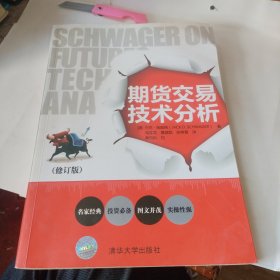 SCHWAGER ON
FUTU
TECH
ANA
期货交易
技术分析
(修订版)
名家经典
投资必备
图文并茂
实操性强
清华大学出版社